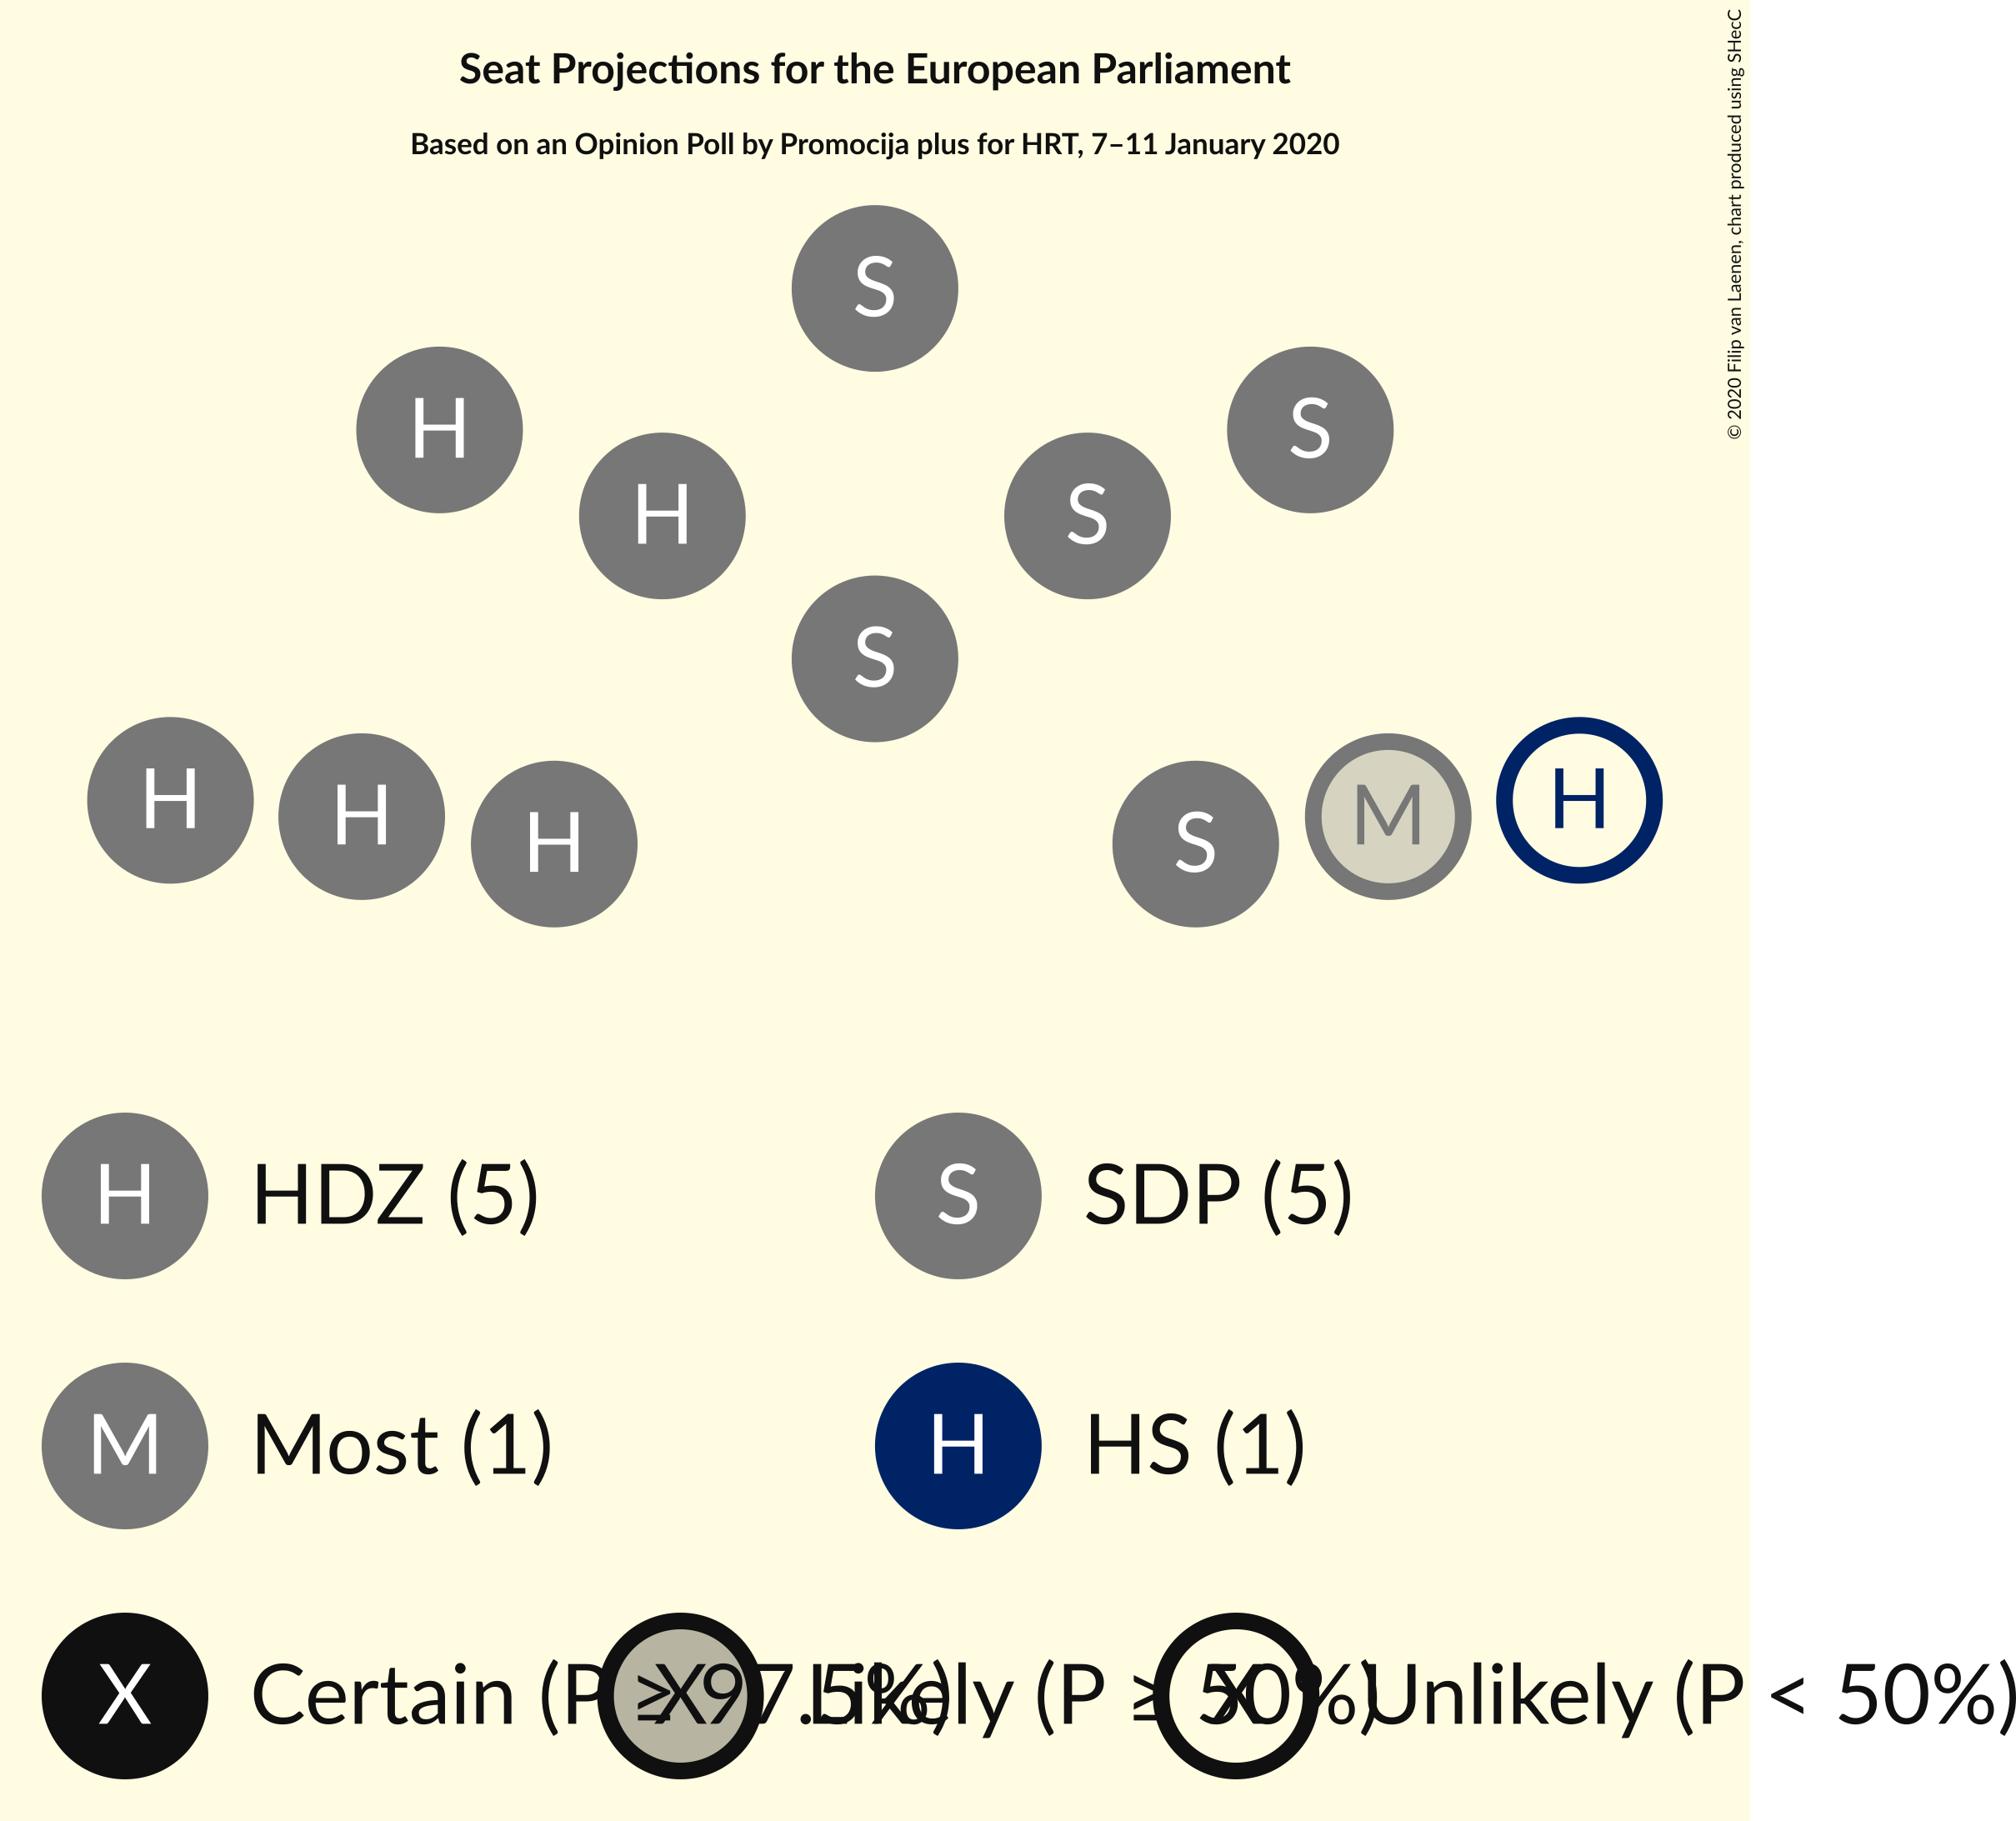 Seat Projections for the European Parliament
Based on an Opinion Poll by Promocija plus for HRT, 7–11 January 2020
© 2020 Filip van Laenen, chart produced using SHecC
S
H
S
H
S
S
H
H
H
S
M
H
H HDZ (5) S SDP (5)
M Most (1) H HS (1)
X Certain (P ≥ 97.5%) X Likely (P ≥ 50%) X Unlikely (P < 50%)